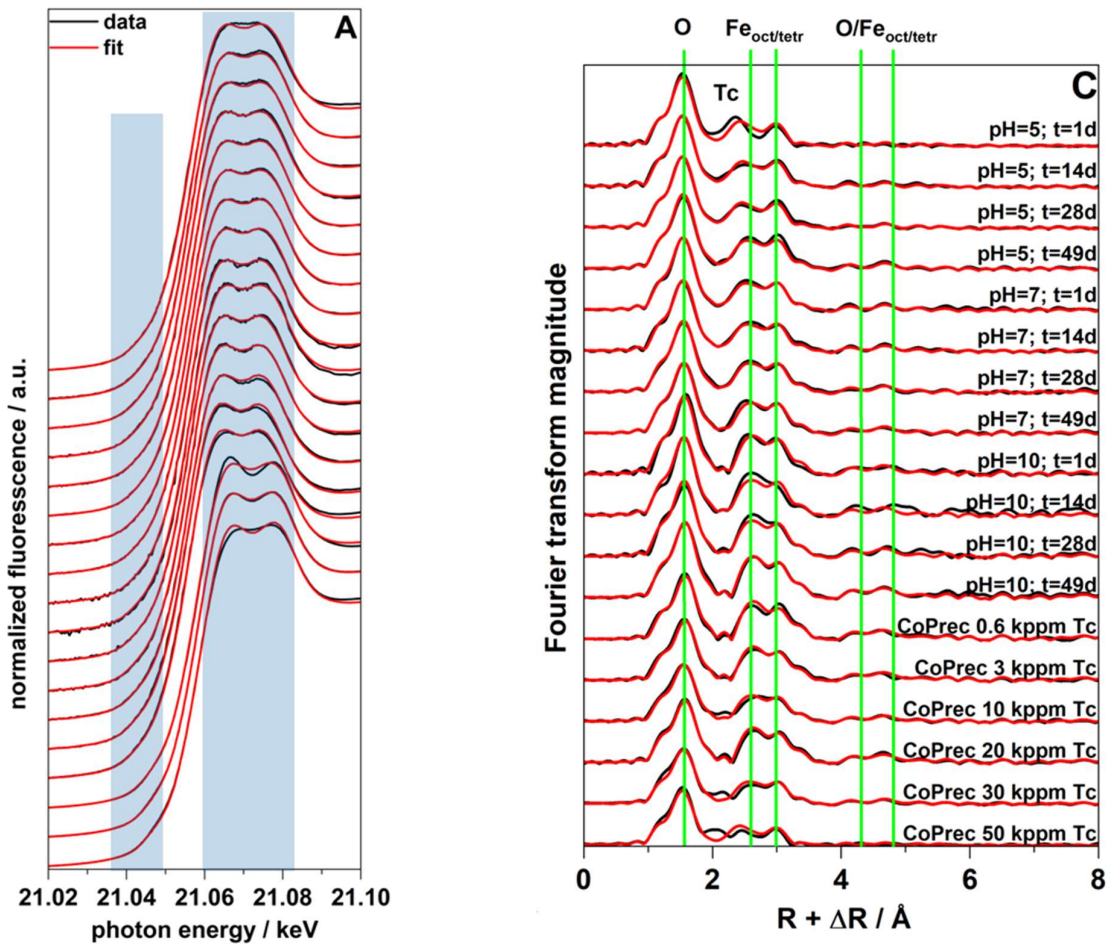 data
fit
A
normalized fluoresscence / a.u.
21.02 21.04 21.06 21.08 21.10
photon energy / keV
O Fe oct/tetr O/Fe oct/tetr
C
Tc
pH=5; t=1d
pH=5; t=14d
pH=5; t=28d
pH=5; t=49d
pH=7; t=1d
pH=7; t=14d
pH=7; t=28d
pH=7; t=49d
pH=10; t=1d
pH=10; t=14d
pH=10; t=28d
pH=10; t=49d
CoPrec 0.6 kppm Tc
CoPrec 3 kppm Tc
CoPrec 10 kppm Tc
CoPrec 20 kppm Tc
CoPrec 30 kppm Tc
CoPrec 50 kppm Tc
Fourier transform magnitude
0 2 4 6 8
R + ΔR / Å